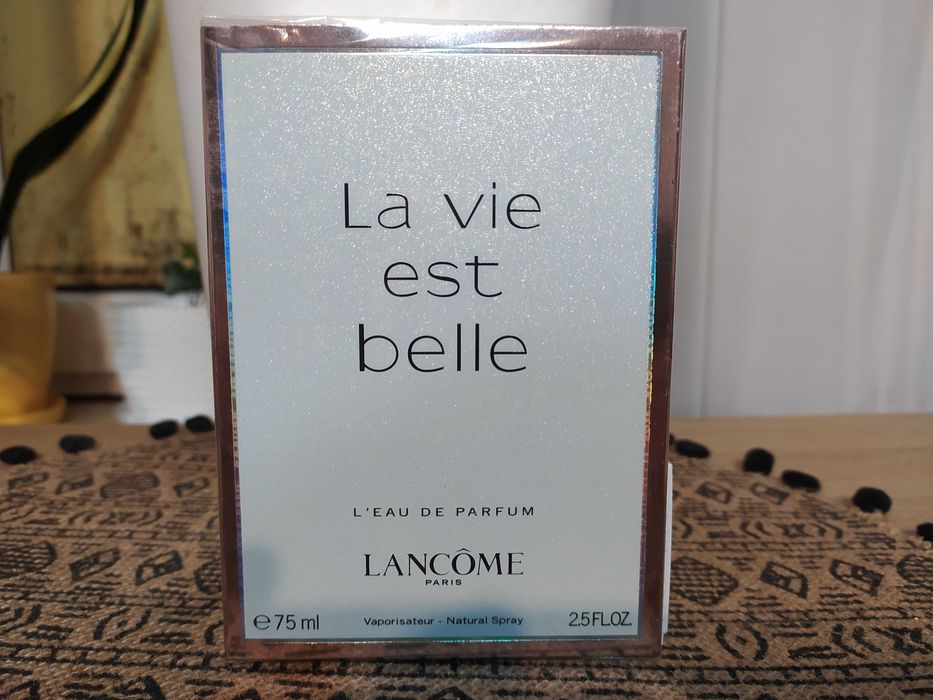 La vie
est
belle
L'EAU DE PARFUM
LANCÔME
PARIS
℮ 75 ml Vaporisateur - Natural Spray 2.5 FL.OZ.